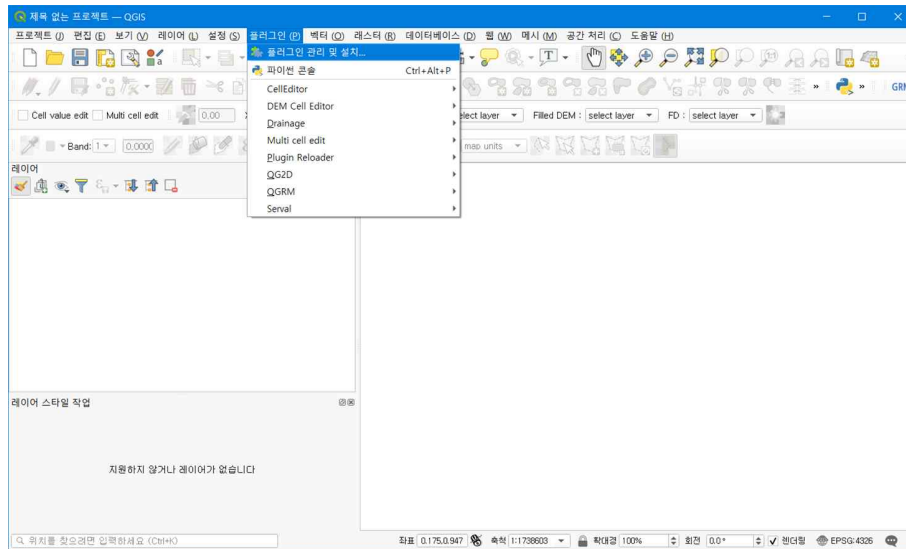 제목 없는 프로젝트 — QGIS
프로젝트 (J) 편집 (E) 보기 (V) 레이어 (L) 설정 (S) 플러그인 (P) 벡터 (O) 래스터 (R) 데이터베이스 (D) 웹 (W) 메시 (M) 공간 처리 (C) 도움말 (H)
플러그인 관리 및 설치...
파이썬 콘솔 Ctrl+Alt+P
CellEditor
DEM Cell Editor
Drainage
Multi cell edit
Plugin Reloader
QG2D
QGRM
Serval
GRM
Cell value edit Multi cell edit 0.00 select layer Filled DEM : select layer FD : select layer
Band: 1 0.0000 map units
레이어
레이어 스타일 작업
지원하지 않거나 레이어가 없습니다
위치를 찾으려면 입력하세요 (Ctrl+K) 좌표 0.175,0.947 축척 1:1738603 확대경 100% 회전 0.0 ° 렌더링 EPSG:4326